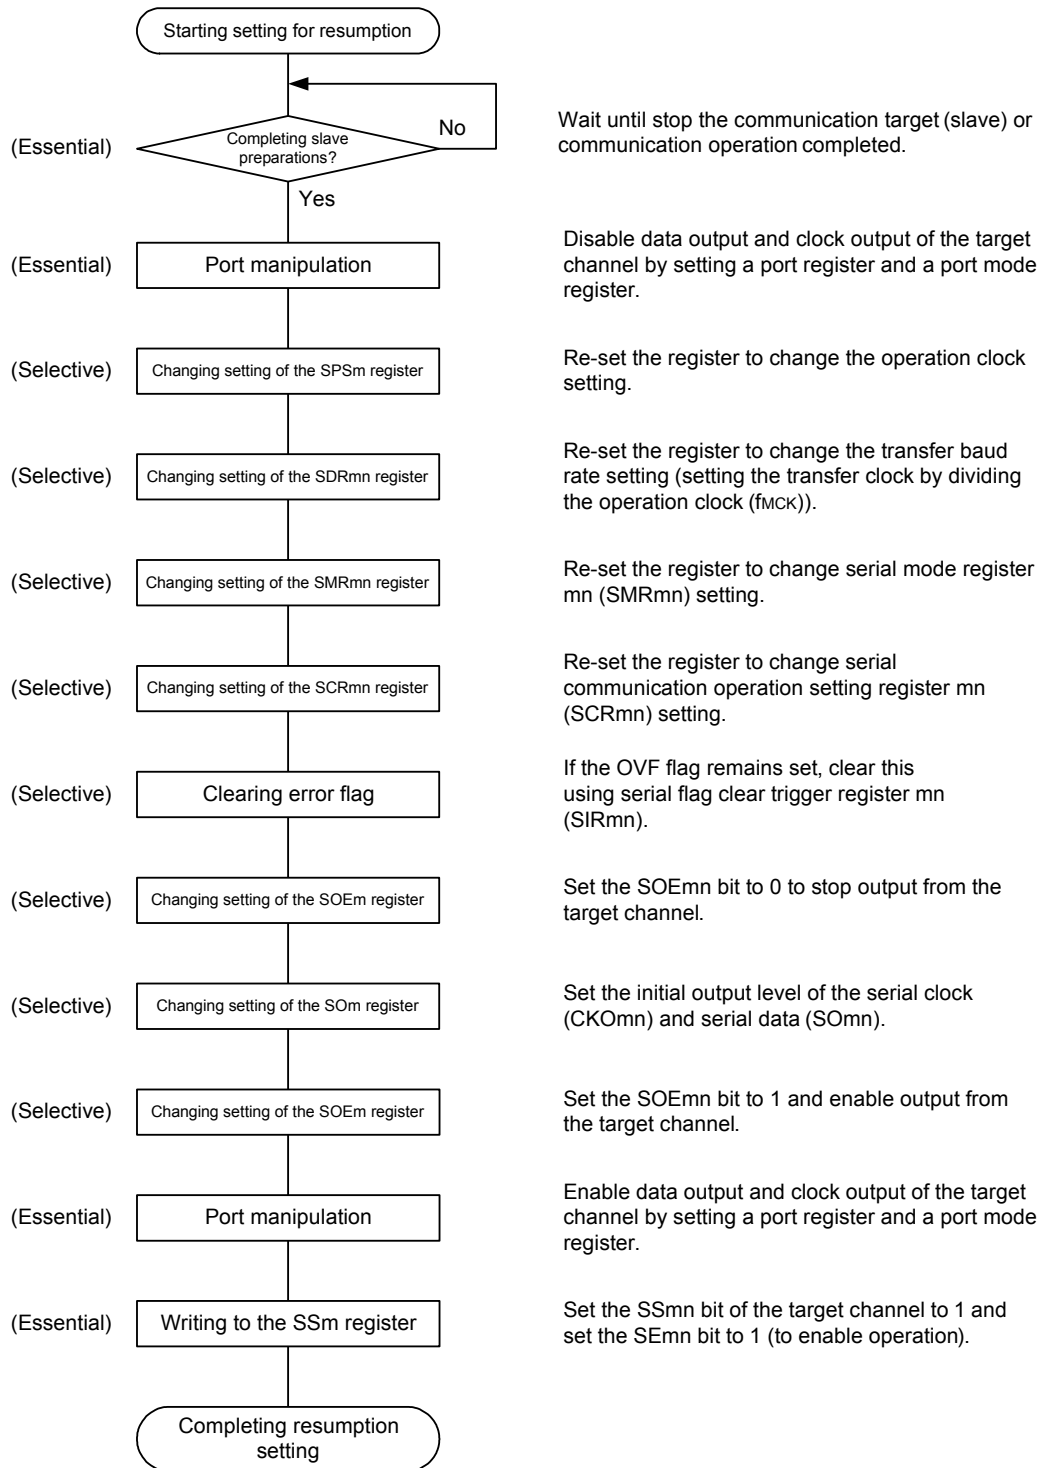 Starting setting for resumption
No
(Essential)
Completing slave
preparations?
Wait until stop the communication target (slave) or
communication operation completed.
Yes
(Essential)
Port manipulation
Disable data output and clock output of the target
channel by setting a port register and a port mode
register.
(Selective)
Changing setting of the SPSm register
Re-set the register to change the operation clock
setting.
(Selective)
Changing setting of the SDRmn register
Re-set the register to change the transfer baud
rate setting (setting the transfer clock by dividing
the operation clock (fMCK)).
(Selective)
Changing setting of the SMRmn register
Re-set the register to change serial mode register
mn (SMRmn) setting.
(Selective)
Changing setting of the SCRmn register
Re-set the register to change serial
communication operation setting register mn
(SCRmn) setting.
(Selective)
Clearing error flag
If the OVF flag remains set, clear this
using serial flag clear trigger register mn
(SIRmn).
(Selective)
Changing setting of the SOEm register
Set the SOEmn bit to 0 to stop output from the
target channel.
(Selective)
Changing setting of the SOm register
Set the initial output level of the serial clock
(CKOmn) and serial data (SOmn).
(Selective)
Changing setting of the SOEm register
Set the SOEmn bit to 1 and enable output from
the target channel.
(Essential)
Port manipulation
Enable data output and clock output of the target
channel by setting a port register and a port mode
register.
(Essential)
Writing to the SSm register
Set the SSmn bit of the target channel to 1 and
set the SEmn bit to 1 (to enable operation).
Completing resumption
setting